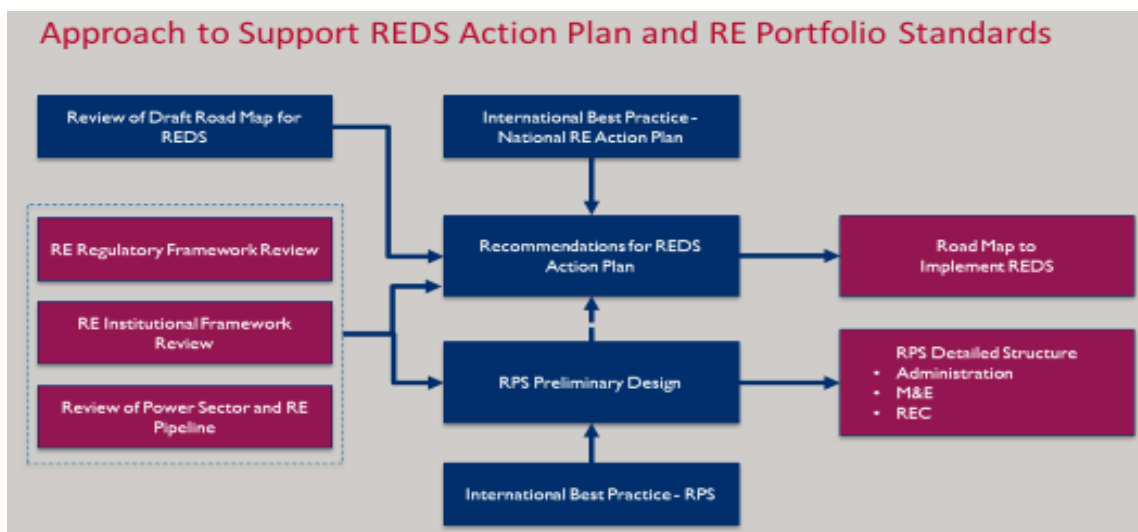 Approach to Support REDS Action Plan and RE Portfolio Standards
Review of Draft Road Map for
REDS
International Best Practice -
National RE Action Plan
RE Regulatory Framework Review
Recommendations for REDS
Action Plan
Road Map to
Implement REDS
RE Institutional Framework
Review
RPS Preliminary Design
RPS Detailed Structure
• Administration
• M&E
• REC
Review of Power Sector and RE
Pipeline
International Best Practice - RPS